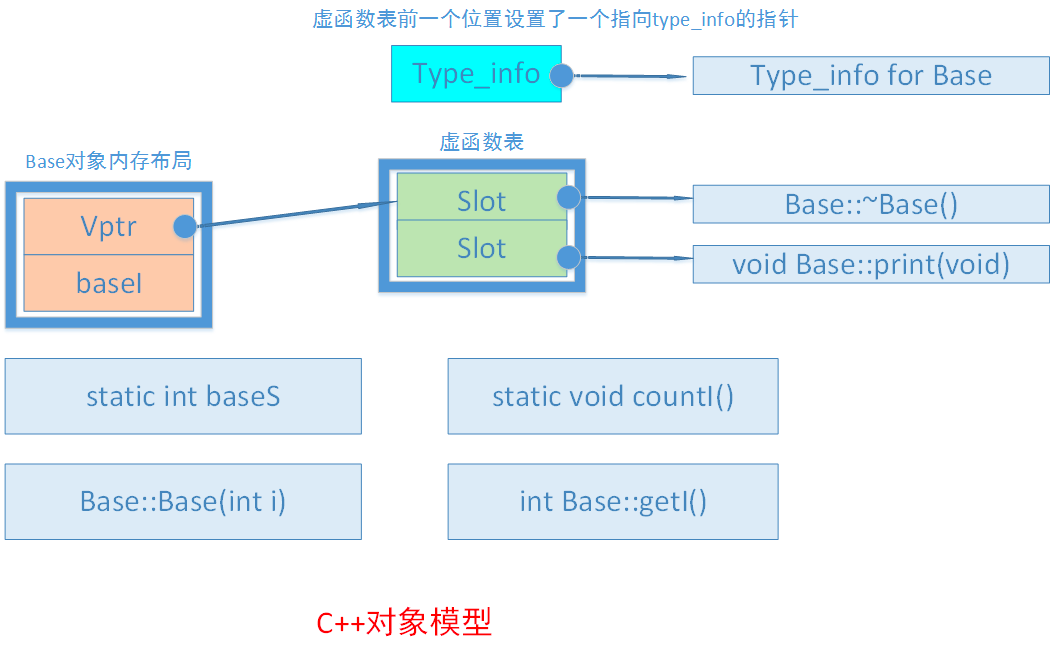 虚函数表前一个位置设置了一个指向type_info的指针
Type_info
Type_info for Base
虚函数表
Base对象内存布局
Vptr
baseI
Slot
Slot
Base::~Base()
void Base::print(void)
static int baseS
static void countI()
Base::Base(int i)
int Base::getI()
C++对象模型